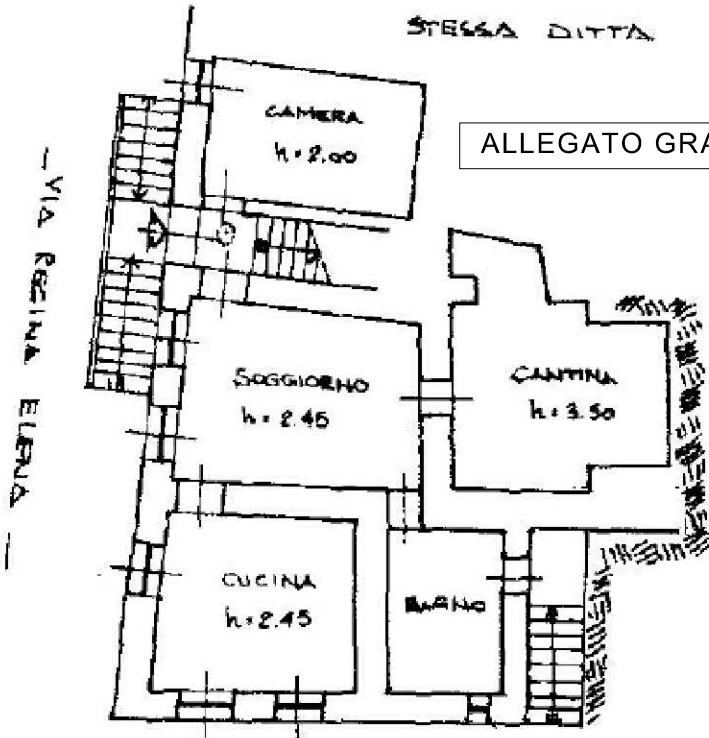 STESSA DITTA
CAMERA
h=2.00
ALLEGATO GRA
VIA REGINA ELENA
SOGGIORNO
h=2.45
CANTINA
h=3.50
CUCINA
h=2.45
BAGNO